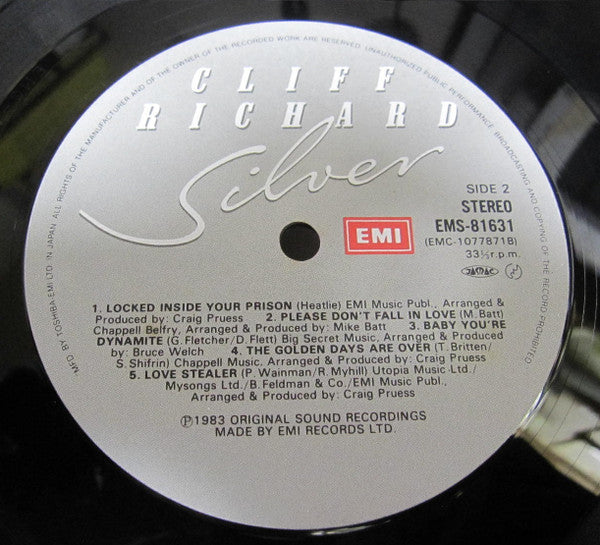 MF'D BY TOSHIBA EMI LTD. IN JAPAN. ALL RIGHTS OF THE MANUFACTURER AND OF THE OWNER OF THE RECORDED WORK ARE RESERVED. UNAUTHORIZED PUBLIC PERFORMANCE, BROADCASTING AND COPYING OF THE RECORD PROHIBITED
CLIFF
RICHARD
Silver
SIDE 2
STEREO
EMI
EMS-81631
(EMC-1077871B)
33⅓r.p.m.
1. LOCKED INSIDE YOUR PRISON (Heatlie) EMI Music Publ., Arranged &
Produced by: Craig Pruess 2. PLEASE DON'T FALL IN LOVE (M. Batt)
Chappell Belfry, Arranged & Produced by: Mike Batt 3. BABY YOU'RE
DYNAMITE (G. Fletcher/D. Flett) Big Secret Music, Arranged & Produced
by: Bruce Welch 4. THE GOLDEN DAYS ARE OVER (T. Britten/
S. Shifrin) Chappell Music, Arranged & Produced by: Craig Pruess
5. LOVE STEALER (P. Wainman/R. Myhill) Utopia Music Ltd./
Mysongs Ltd./B. Feldman & Co./EMI Music Publ.,
Arranged & Produced by: Craig Pruess
Ⓟ1983 ORIGINAL SOUND RECORDINGS
MADE BY EMI RECORDS LTD.